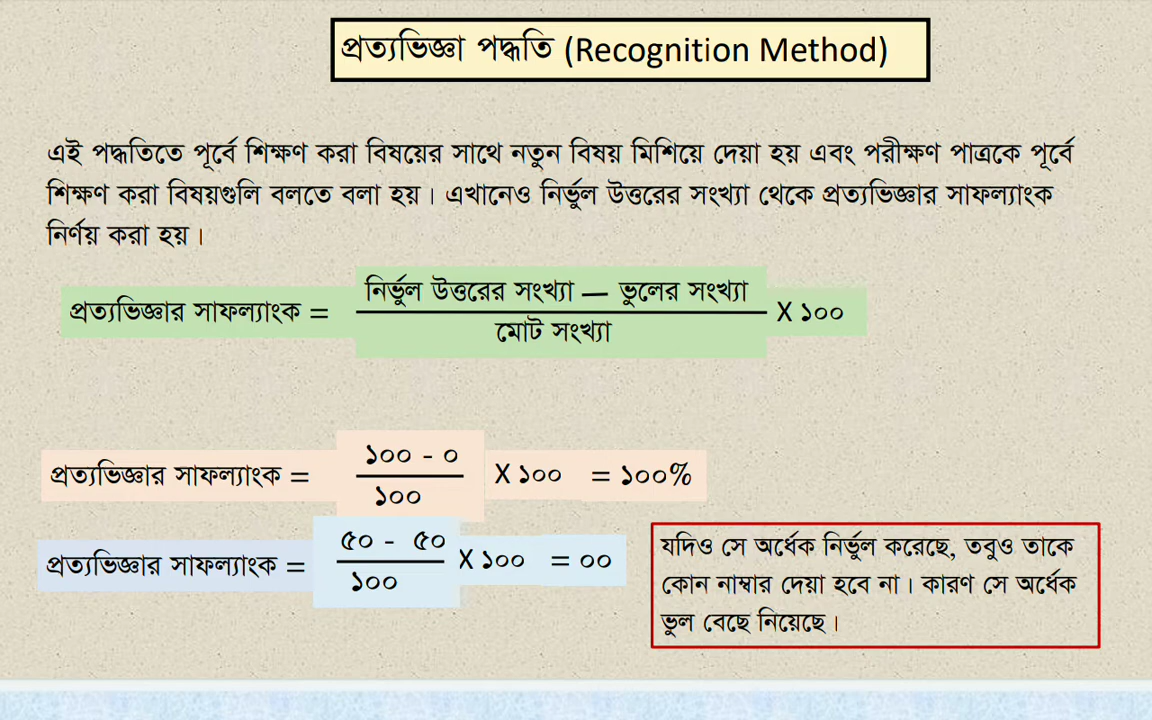 প্রত্যভিজ্ঞা পদ্ধতি (Recognition Method)
এই পদ্ধতিতে পূর্বে শিক্ষণ করা বিষয়ের সাথে নতুন বিষয় মিশিয়ে দেয়া হয় এবং পরীক্ষণ পাত্রকে পূর্বে
শিক্ষণ করা বিষয়গুলি বলতে বলা হয়। এখানেও নির্ভুল উত্তরের সংখ্যা থেকে প্রত্যভিজ্ঞার সাফল্যাংক
নির্ণয় করা হয়।
নির্ভুল উত্তরের সংখ্যা — ভুলের সংখ্যা
প্রত্যভিজ্ঞার সাফল্যাংক = X ১০০
মোট সংখ্যা
১০০ - ০
প্রত্যভিজ্ঞার সাফল্যাংক = X ১০০ = ১০০%
১০০
৫০ - ৫০
প্রত্যভিজ্ঞার সাফল্যাংক = X ১০০ = ০০
১০০
যদিও সে অর্ধেক নির্ভুল করেছে, তবুও তাকে
কোন নাম্বার দেয়া হবে না। কারণ সে অর্ধেক
ভুল বেছে নিয়েছে।